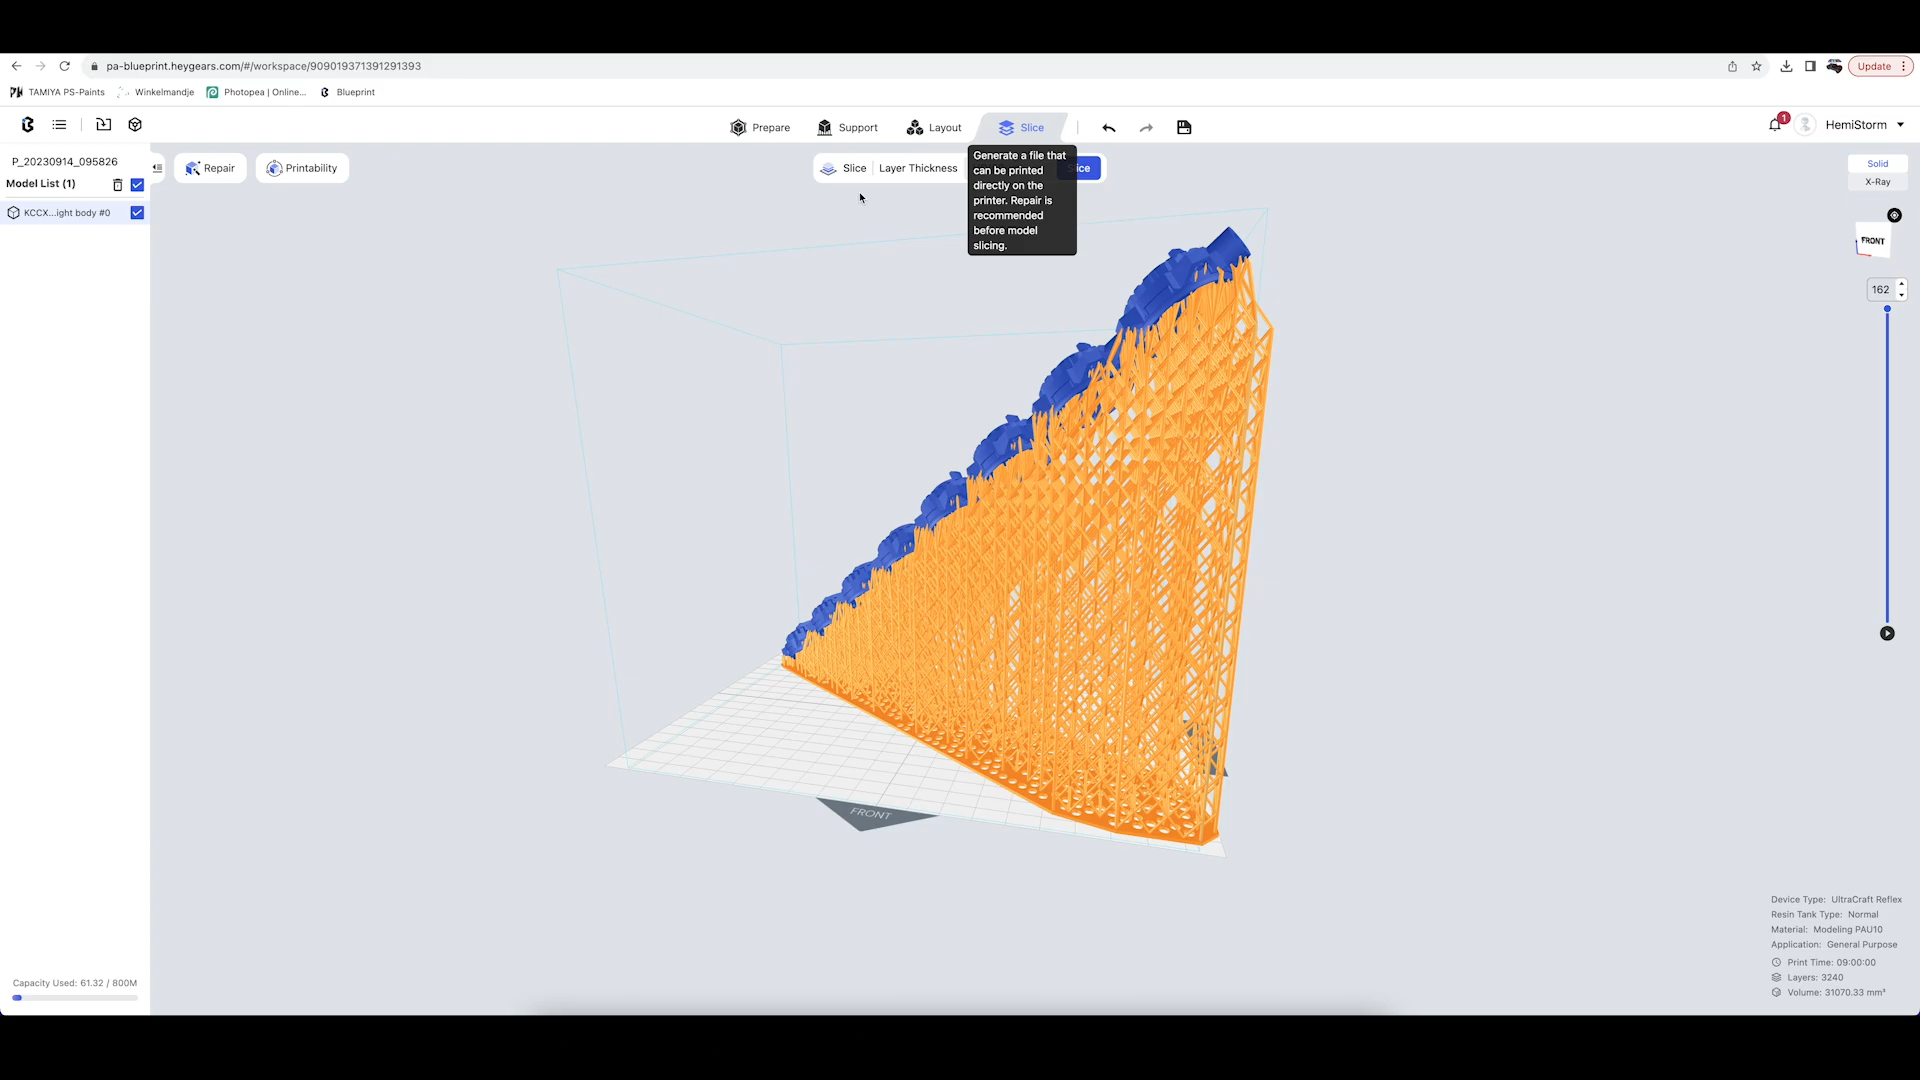 pa-blueprint.heygears.com/#/workspace/909019371391291393
Update
TAMIYA PS-Paints
Winkelmandje
Photopea | Online...
Blueprint
Prepare
Support
Layout
Slice
1
HemiStorm
P_20230914_095826
Model List (1)
KCCX...ight body #0
Repair
Printability
Slice
Layer Thickness
Generate a file that
can be printed
directly on the
printer. Repair is
recommended
before model
slicing.
Solid
X-Ray
FRONT
162
FRONT
Device Type: UltraCraft Reflex
Resin Tank Type: Normal
Material: Modeling PAU10
Application: General Purpose
Print Time: 09:00:00
Layers: 3240
Volume: 31070.33 mm³
Capacity Used: 61.32 / 800M